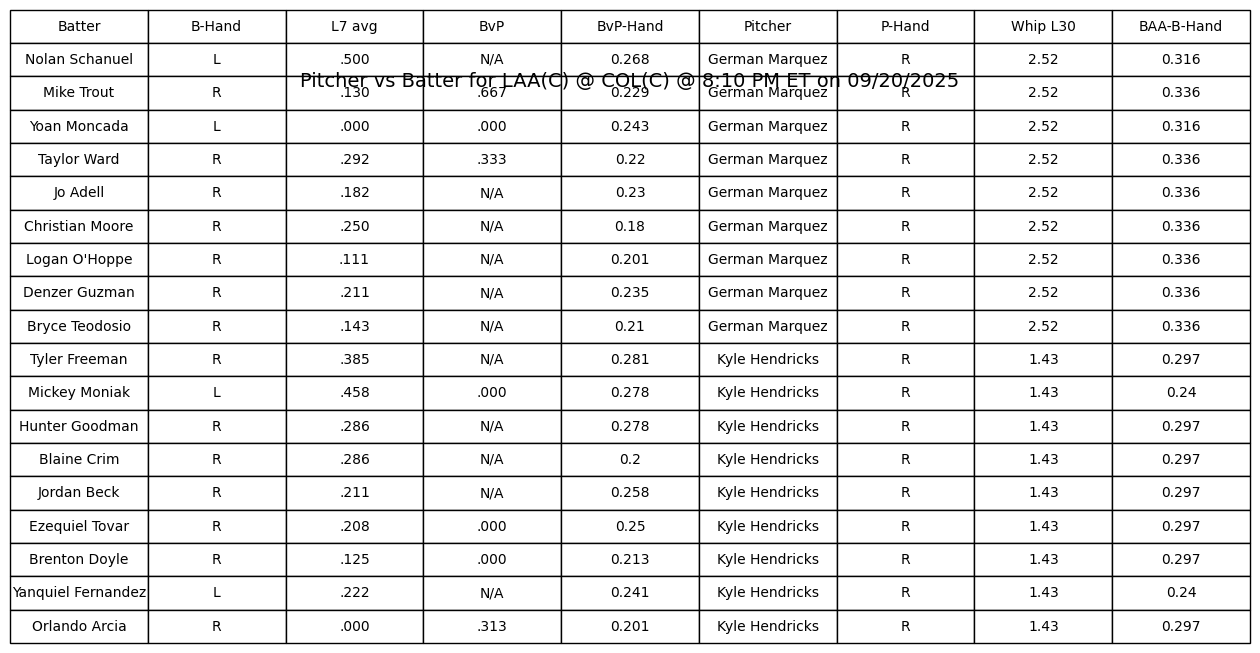 Batter B-Hand L7 avg BvP BvP-Hand Pitcher P-Hand Whip L30 BAA-B-Hand
Nolan Schanuel L .500 N/A 0.268 German Marquez R 2.52 0.316
Pitcher vs Batter for LAA(C) @ COL(C) @ 8:10 PM ET on 09/20/2025
Mike Trout R .130 .667 0.229 German Marquez R 2.52 0.336
Yoan Moncada L .000 .000 0.243 German Marquez R 2.52 0.316
Taylor Ward R .292 .333 0.22 German Marquez R 2.52 0.336
Jo Adell R .182 N/A 0.23 German Marquez R 2.52 0.336
Christian Moore R .250 N/A 0.18 German Marquez R 2.52 0.336
Logan O'Hoppe R .111 N/A 0.201 German Marquez R 2.52 0.336
Denzer Guzman R .211 N/A 0.235 German Marquez R 2.52 0.336
Bryce Teodosio R .143 N/A 0.21 German Marquez R 2.52 0.336
Tyler Freeman R .385 N/A 0.281 Kyle Hendricks R 1.43 0.297
Mickey Moniak L .458 .000 0.278 Kyle Hendricks R 1.43 0.24
Hunter Goodman R .286 N/A 0.278 Kyle Hendricks R 1.43 0.297
Blaine Crim R .286 N/A 0.2 Kyle Hendricks R 1.43 0.297
Jordan Beck R .211 N/A 0.258 Kyle Hendricks R 1.43 0.297
Ezequiel Tovar R .208 .000 0.25 Kyle Hendricks R 1.43 0.297
Brenton Doyle R .125 .000 0.213 Kyle Hendricks R 1.43 0.297
Yanquiel Fernandez L .222 N/A 0.241 Kyle Hendricks R 1.43 0.24
Orlando Arcia R .000 .313 0.201 Kyle Hendricks R 1.43 0.297